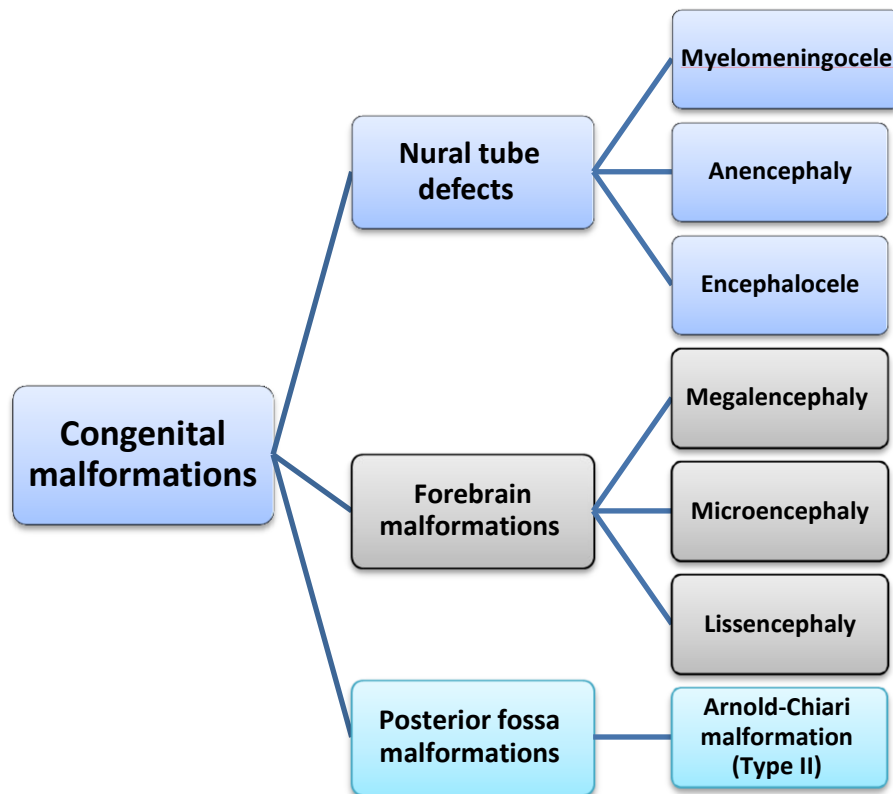 Congenital
malformations
Nural tube
defects
Myelomeningocele
Anencephaly
Encephalocele
Forebrain
malformations
Megalencephaly
Microencephaly
Lissencephaly
Posterior fossa
malformations
Arnold-Chiari
malformation
(Type II)